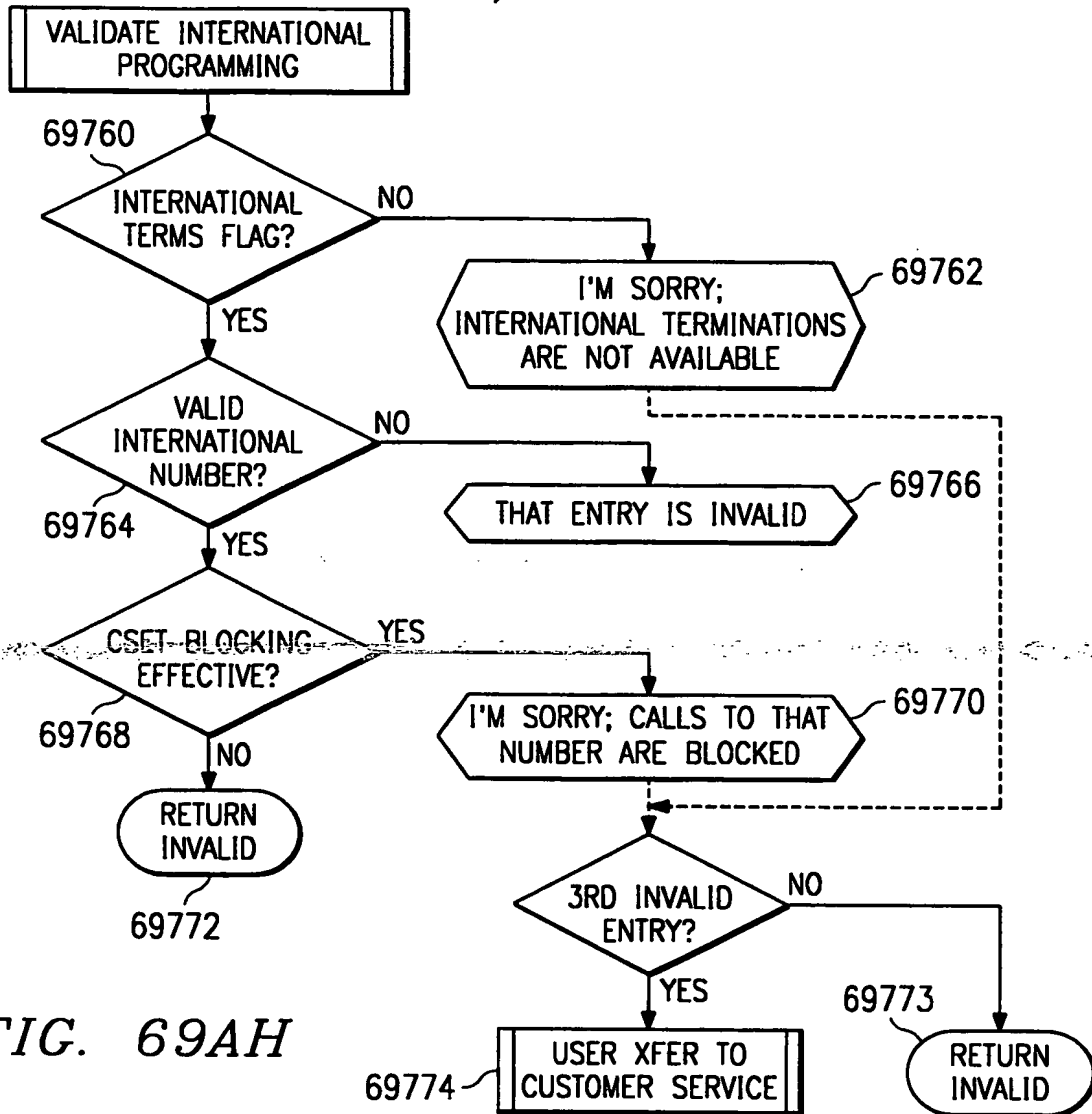 VALIDATE INTERNATIONAL
PROGRAMMING
69760
INTERNATIONAL
TERMS FLAG?
NO
YES
I'M SORRY;
INTERNATIONAL TERMINATIONS
ARE NOT AVAILABLE
69762
VALID
INTERNATIONAL
NUMBER?
NO
69764
YES
THAT ENTRY IS INVALID
69766
CSET BLOCKING
EFFECTIVE?
YES
69768
NO
I'M SORRY; CALLS TO THAT
NUMBER ARE BLOCKED
69770
RETURN
INVALID
69772
3RD INVALID
ENTRY?
NO
YES
69773
USER XFER TO
CUSTOMER SERVICE
69774
RETURN
INVALID
FIG. 69AH